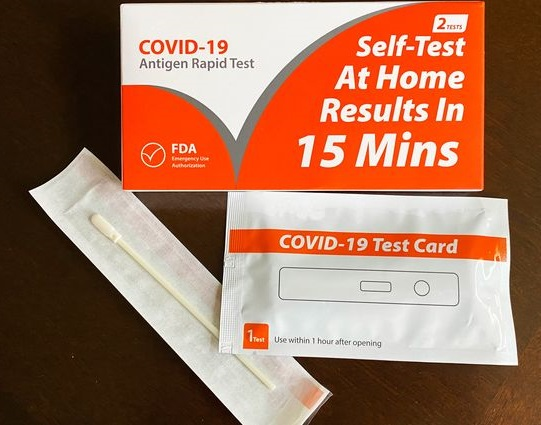 2 TESTS
COVID-19
Antigen Rapid Test
Self-Test
At Home
Results In
15 Mins
FDA
Emergency Use
Authorization
COVID-19 Test Card
1 Test
Use within 1 hour after opening